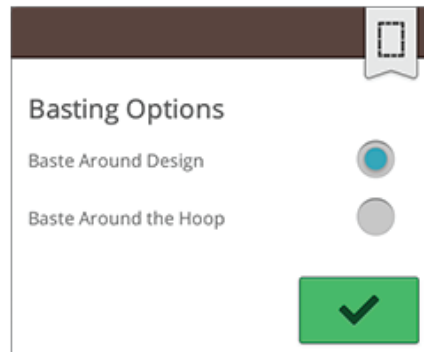 Basting Options
Baste Around Design
Baste Around the Hoop